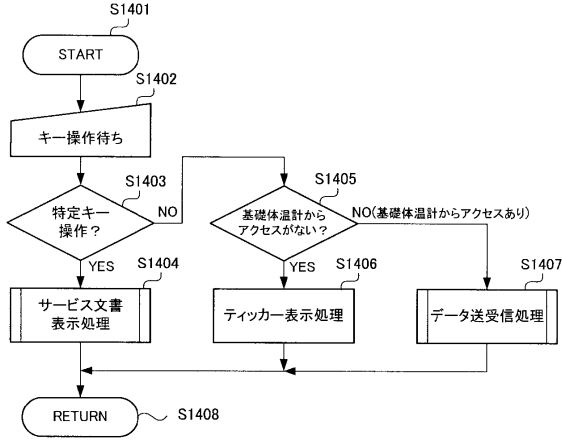 S1401
START
S1402
キー操作待ち
S1403
特定キー
操作？
NO
YES
S1405
基礎体温計から
アクセスがない？
NO(基礎体温計からアクセスあり)
YES
S1404
サービス文書
表示処理
S1406
ティッカー表示処理
S1407
データ送受信処理
RETURN
S1408